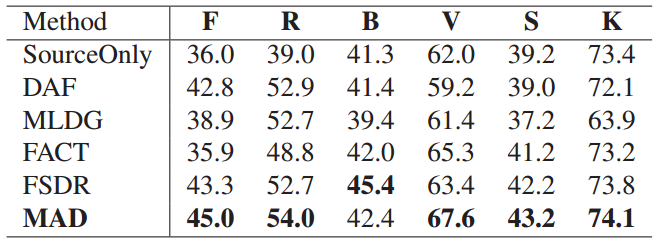 Method F R B V S K
SourceOnly 36.0 39.0 41.3 62.0 39.2 73.4
DAF 42.8 52.9 41.4 59.2 39.0 72.1
MLDG 38.9 52.7 39.4 61.4 37.2 63.9
FACT 35.9 48.8 42.0 65.3 41.2 73.2
FSDR 43.3 52.7 45.4 63.4 42.2 73.8
MAD 45.0 54.0 42.4 67.6 43.2 74.1